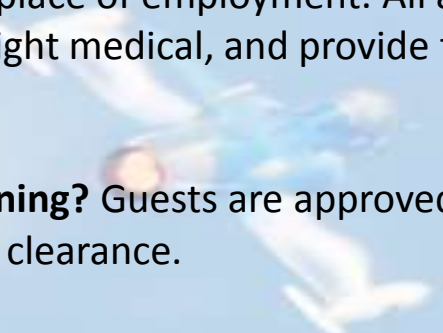 place of employment. All a
ight medical, and provide
ning? Guests are approved
clearance.